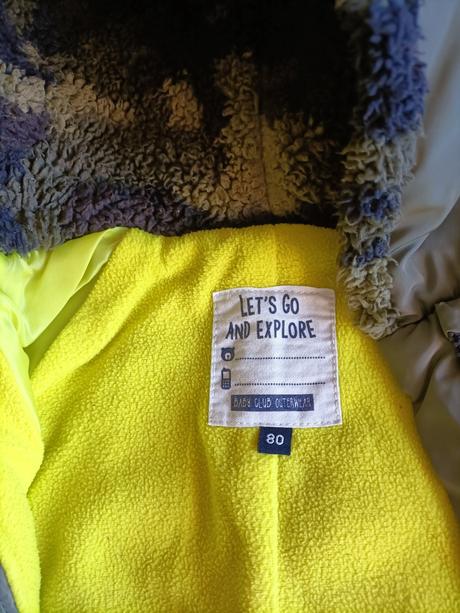 LET'S GO
AND EXPLORE
BABY CLUB OUTERWEAR
80